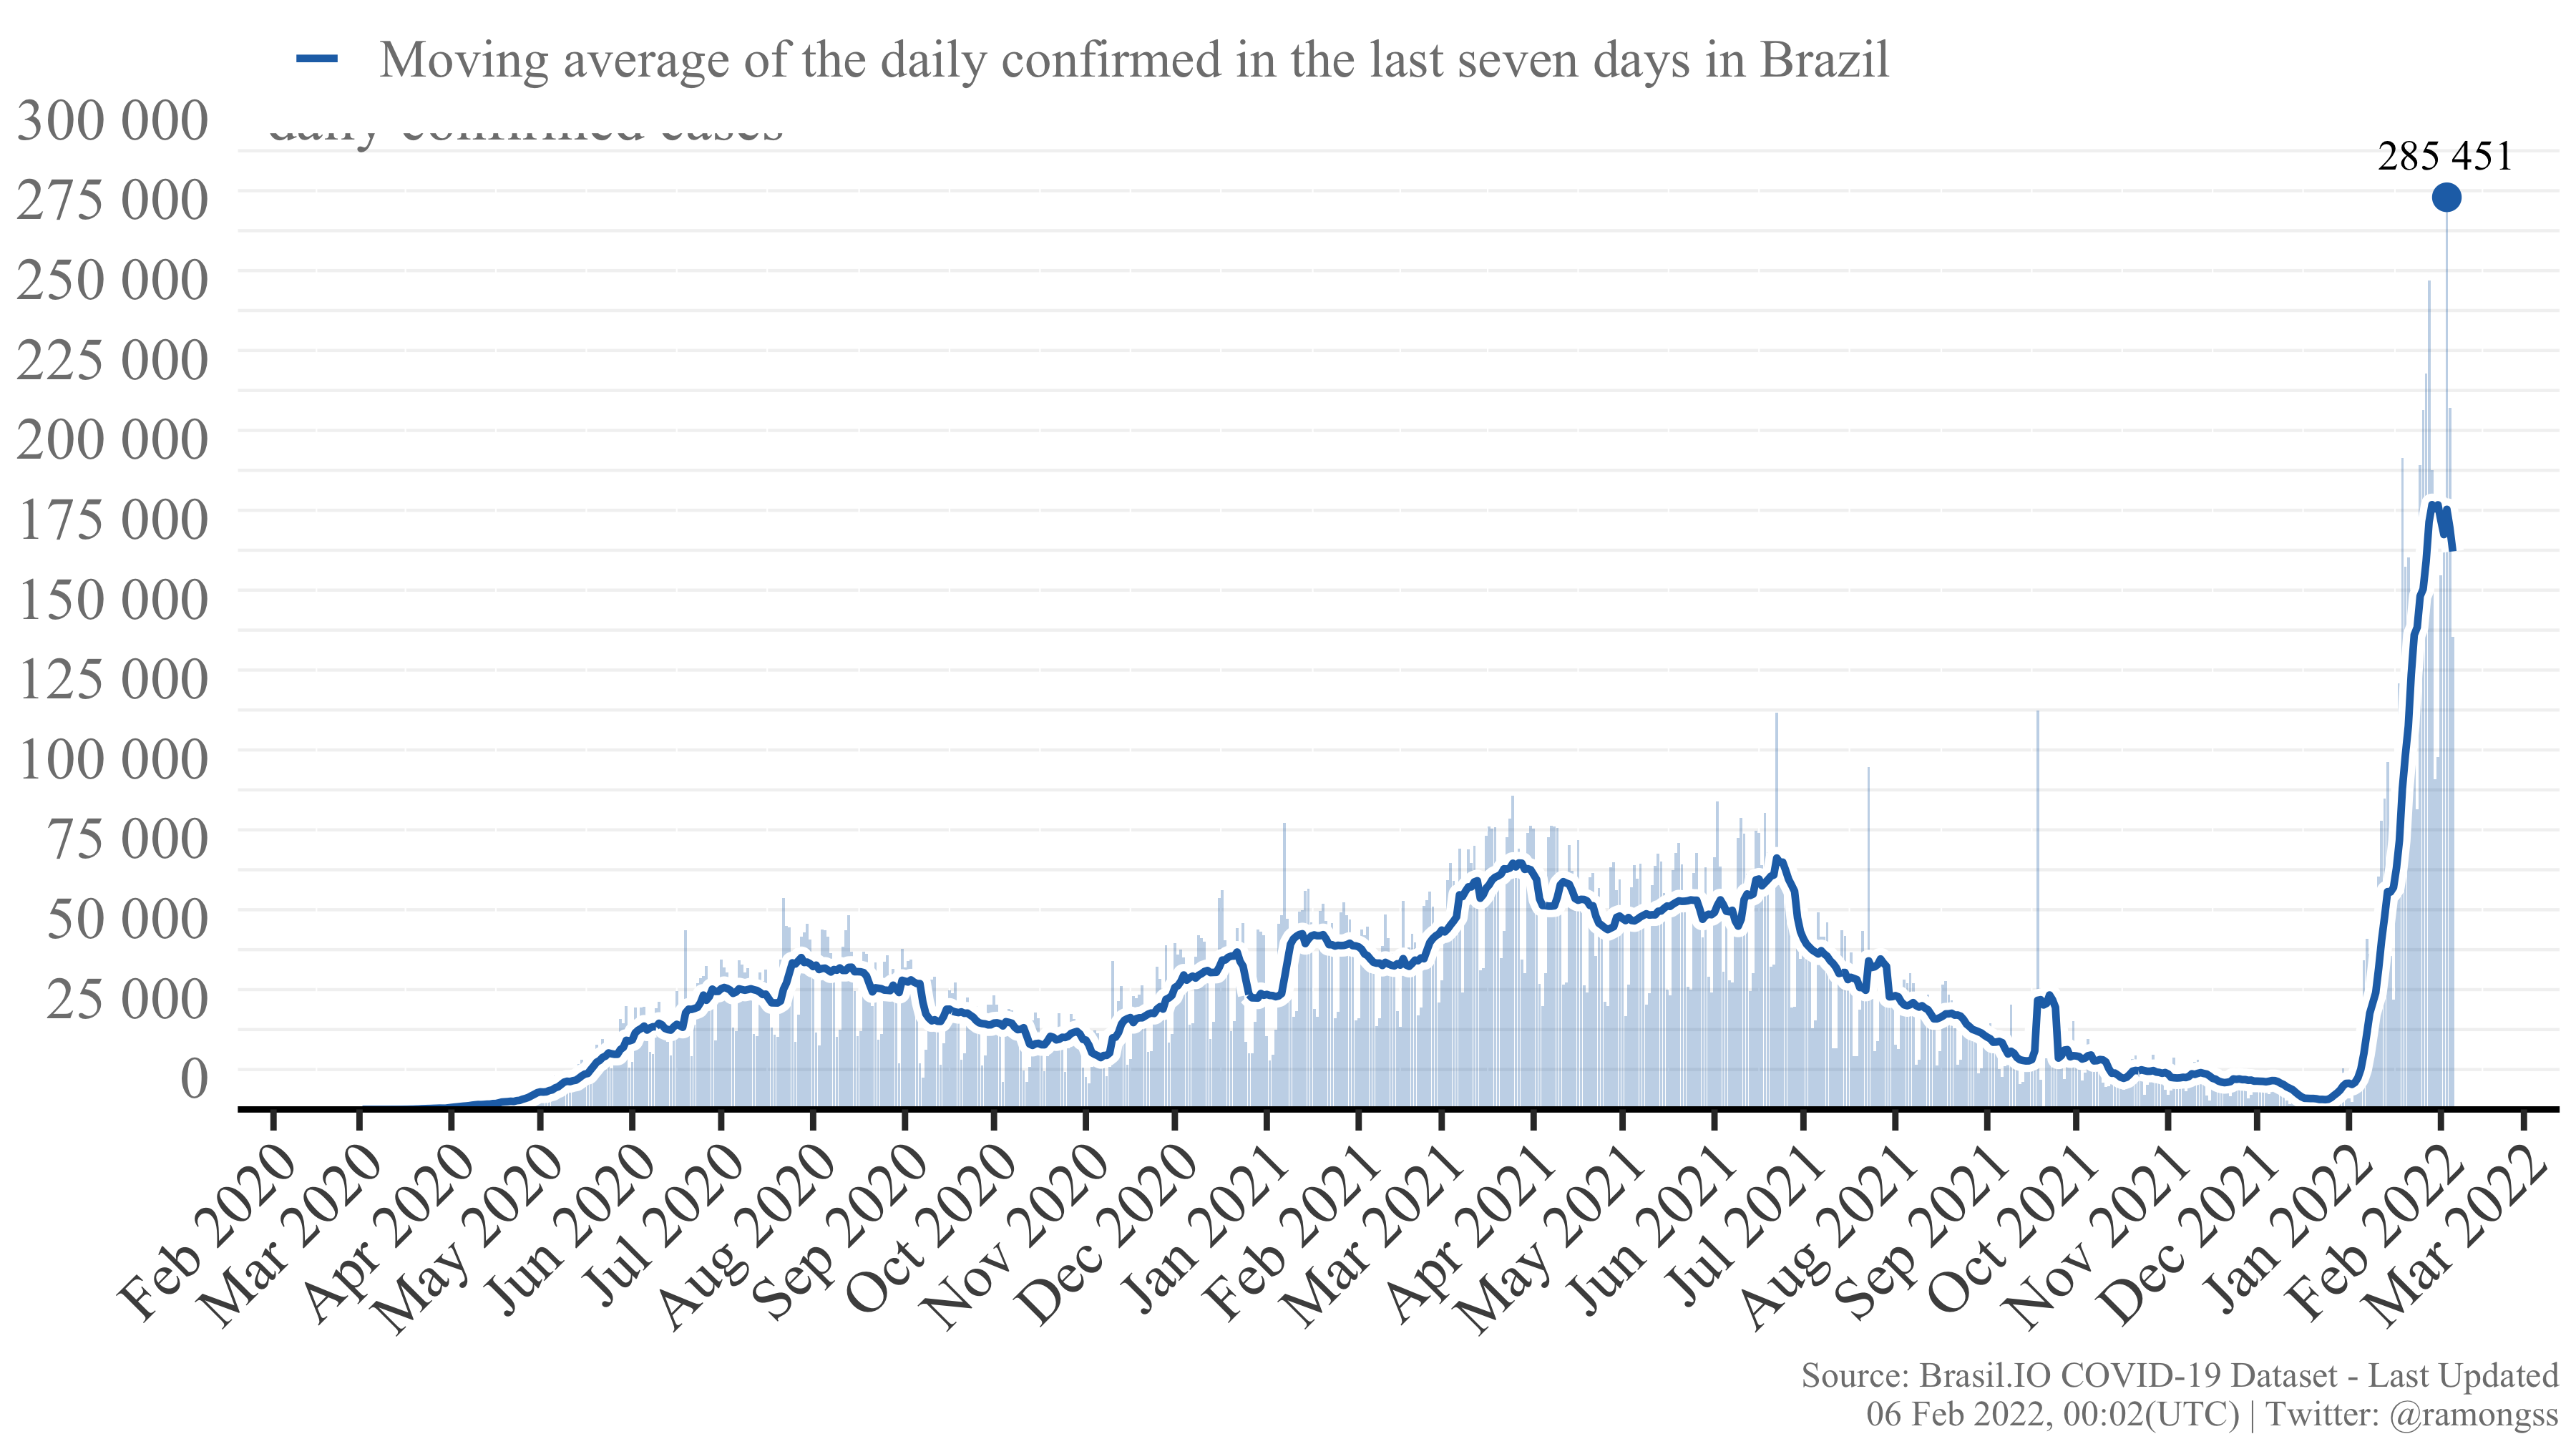 Moving average of the daily confirmed in the last seven days in Brazil
daily confirmed cases
300 000
275 000
250 000
225 000
200 000
175 000
150 000
125 000
100 000
75 000
50 000
25 000
0
285 451
Feb 2020
Mar 2020
Apr 2020
May 2020
Jun 2020
Jul 2020
Aug 2020
Sep 2020
Oct 2020
Nov 2020
Dec 2020
Jan 2021
Feb 2021
Mar 2021
Apr 2021
May 2021
Jun 2021
Jul 2021
Aug 2021
Sep 2021
Oct 2021
Nov 2021
Dec 2021
Jan 2022
Feb 2022
Mar 2022
Source: Brasil.IO COVID-19 Dataset - Last Updated
06 Feb 2022, 00:02(UTC) | Twitter: @ramongss